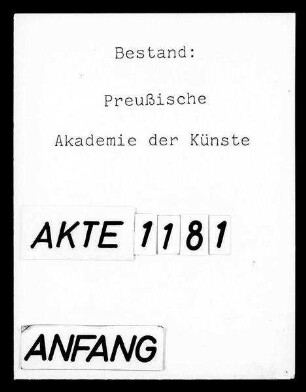 Bestand:
Preußische
Akademie der Künste
AKTE 1181
ANFANG